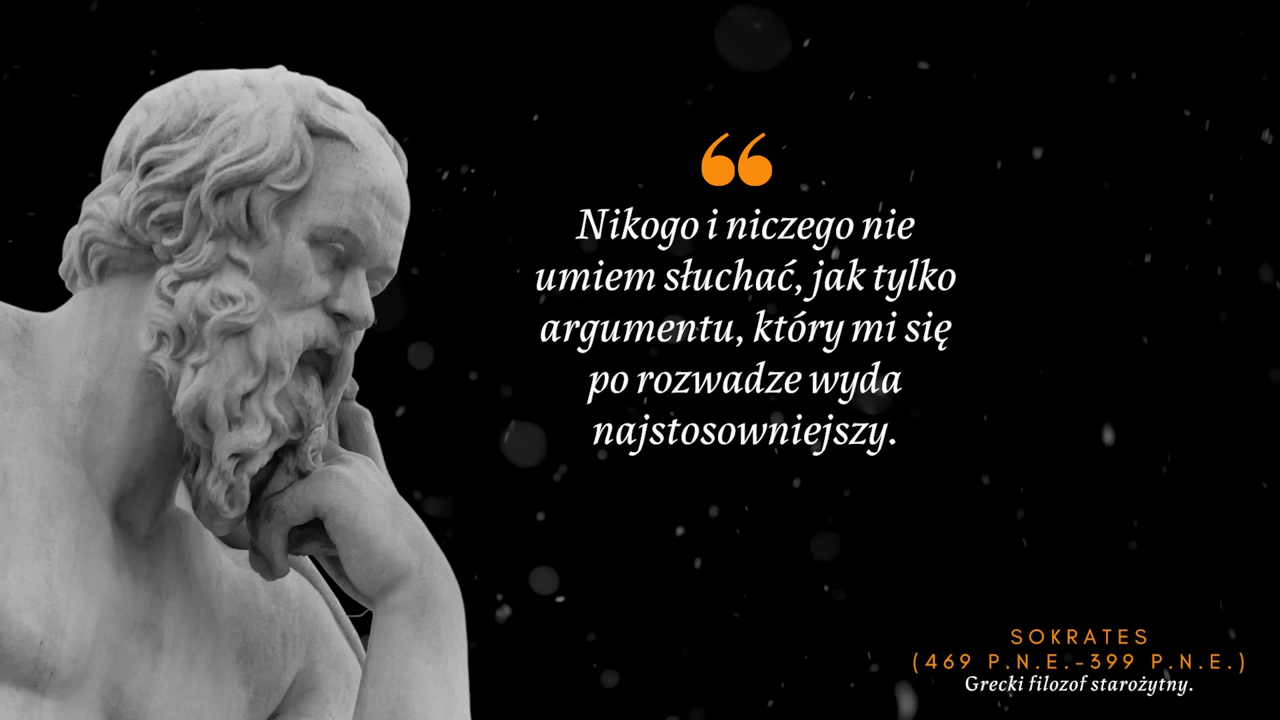 ❝
Nikogo i niczego nie
umiem słuchać, jak tylko
argumentu, który mi się
po rozwadze wyda
najstosowniejszy.
SOKRATES
(469 P.N.E.-399 P.N.E.)
Grecki filozof starożytny.